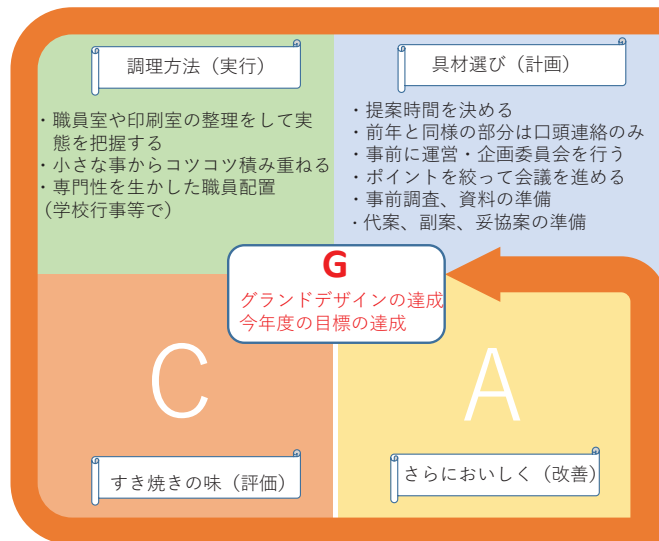 調理方法（実行）
・職員室や印刷室の整理をして実
態を把握する
・小さな事からコツコツ積み重ねる
・専門性を生かした職員配置
(学校行事等で)
具材選び（計画）
・提案時間を決める
・前年と同様の部分は口頭連絡のみ
・事前に運営・企画委員会を行う
・ポイントを絞って会議を進める
・事前調査、資料の準備
・代案、副案、妥協案の準備
G
グランドデザインの達成
今年度の目標の達成
C
すき焼きの味（評価）
A
さらにおいしく（改善）